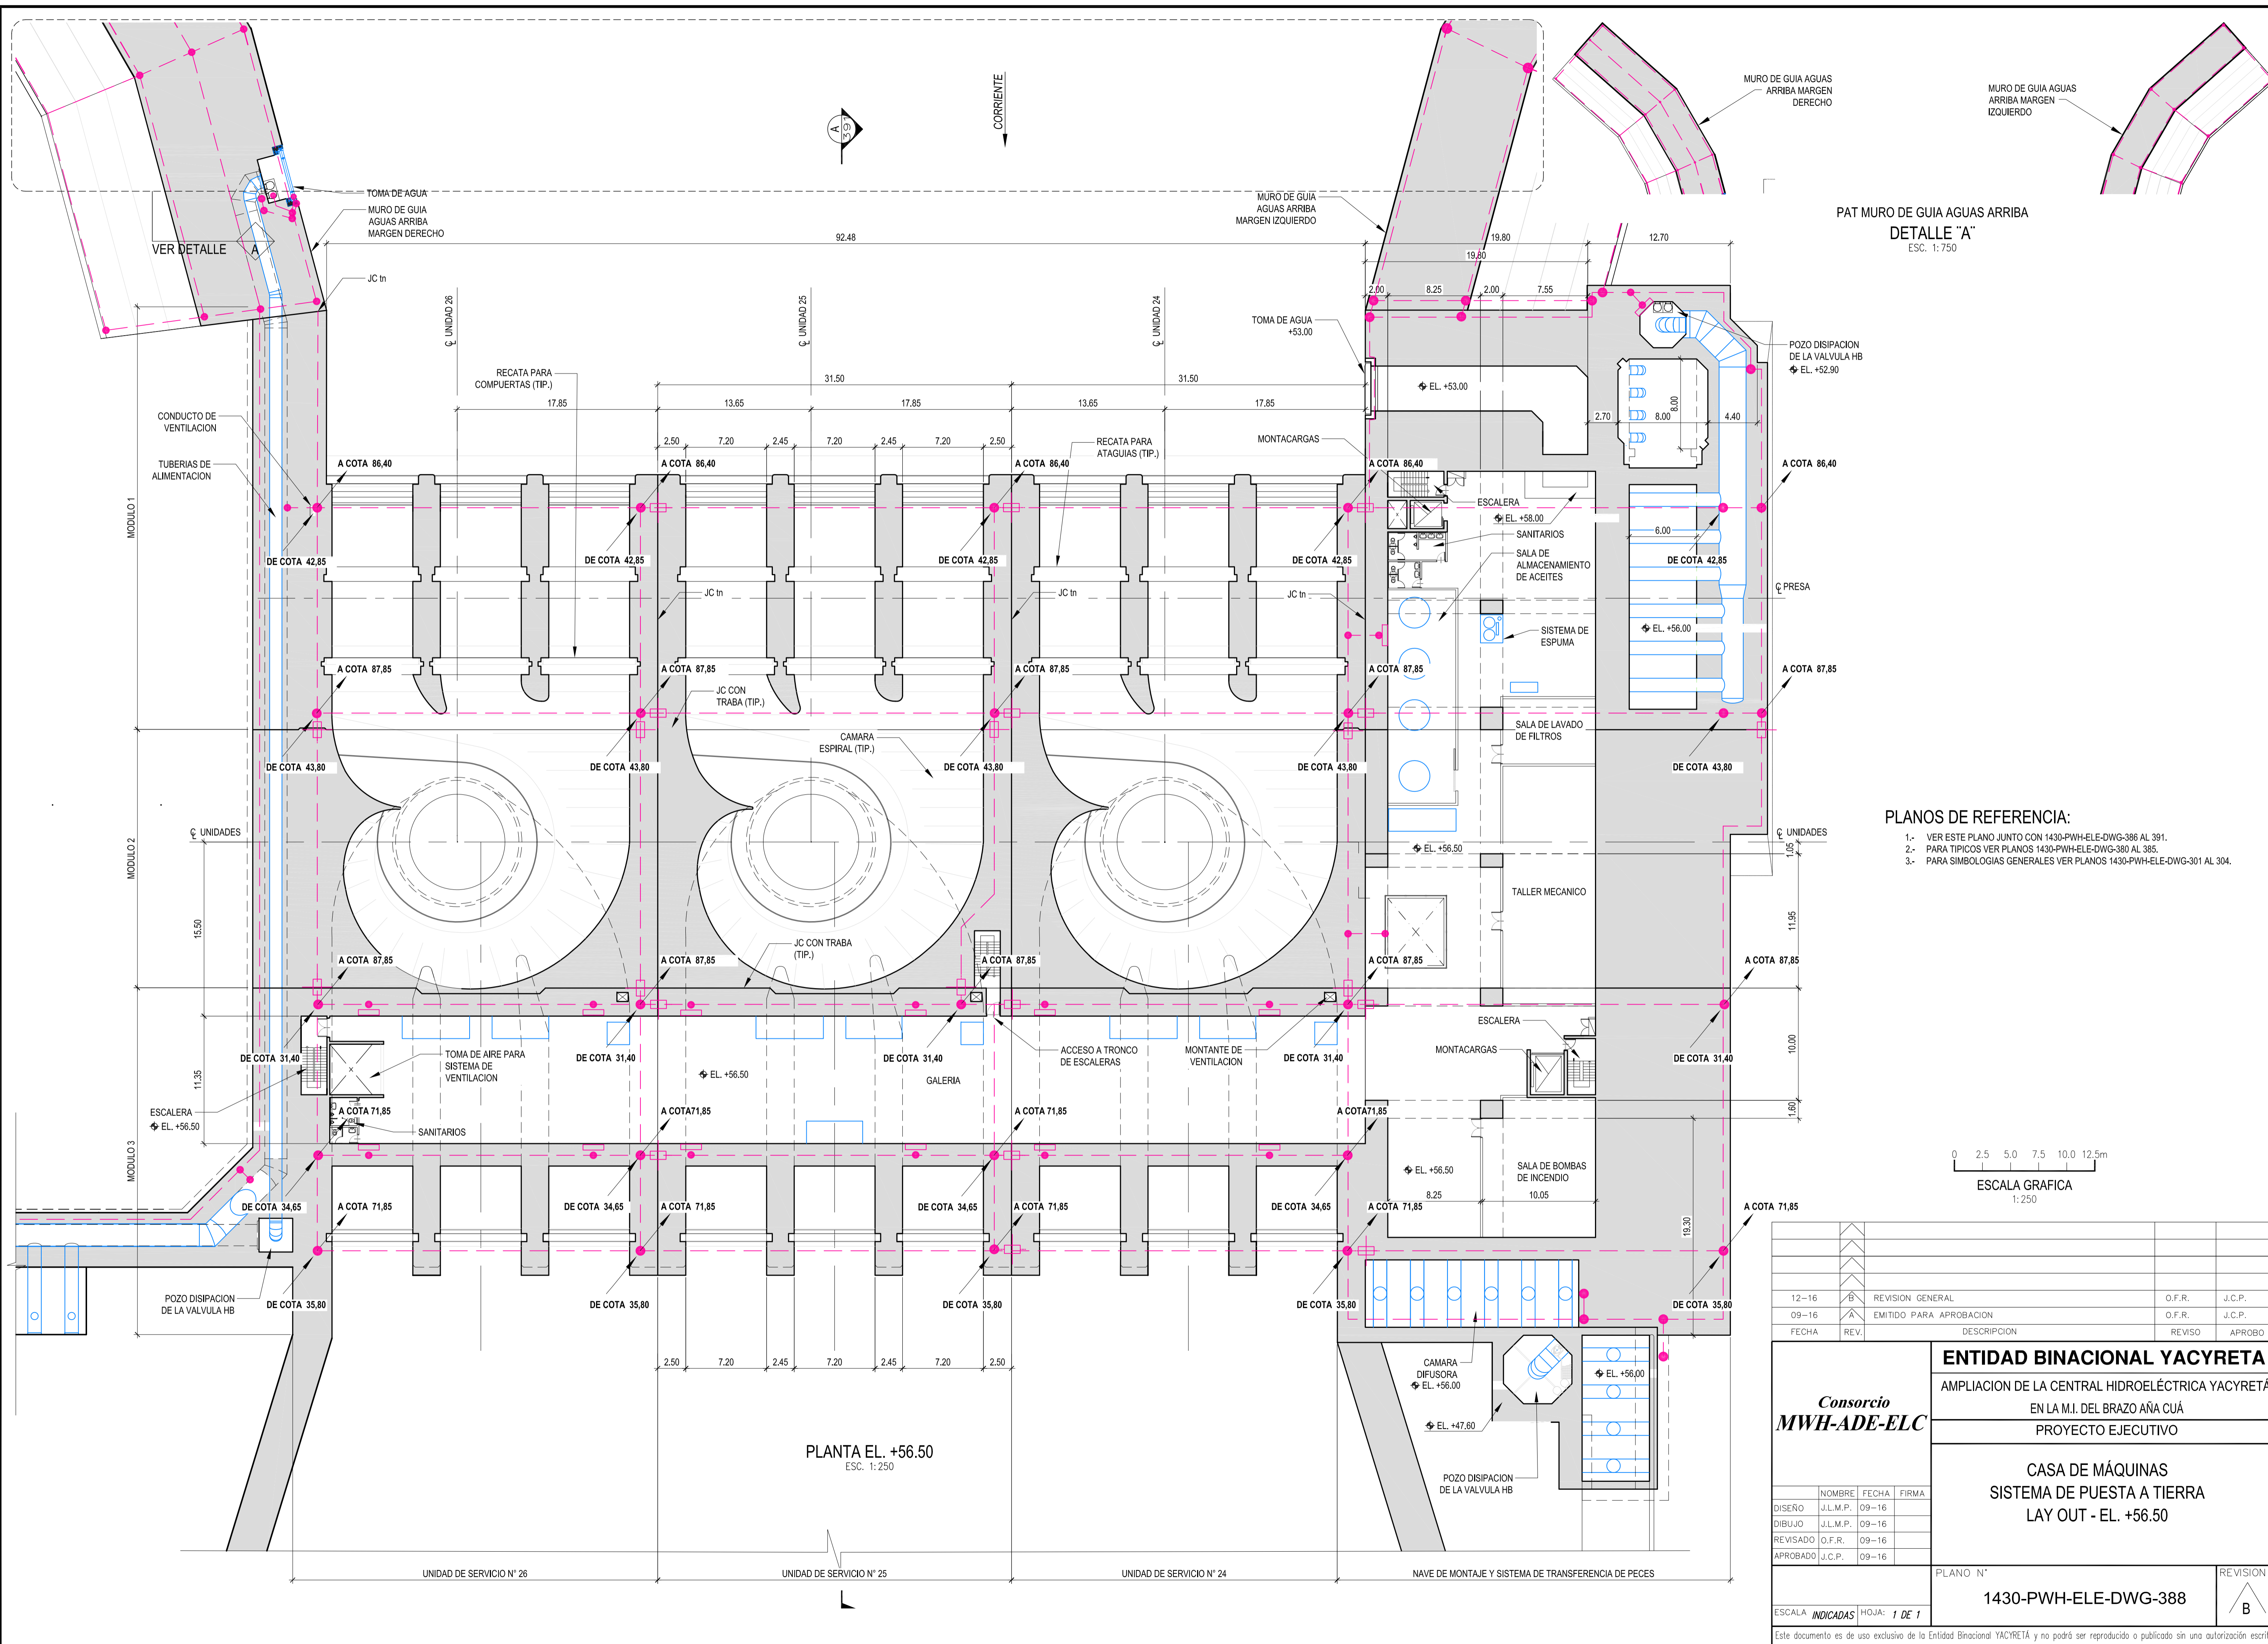 CORRIENTE
A
391
TOMA DE AGUA
MURO DE GUIA
AGUAS ARRIBA
MARGEN DERECHO
VER DETALLE
A
JC tn
92.48
MURO DE GUIA
AGUAS ARRIBA
MARGEN IZQUIERDO
19.80
12.70
19.80
2.00
8.25
2.00
7.55
MURO DE GUIA AGUAS
ARRIBA MARGEN
DERECHO
MURO DE GUIA AGUAS
ARRIBA MARGEN
IZQUIERDO
PAT MURO DE GUIA AGUAS ARRIBA
DETALLE ¨A¨
ESC. 1:750
℄ UNIDAD 26
℄ UNIDAD 25
℄ UNIDAD 24
TOMA DE AGUA
+53.00
POZO DISIPACION
DE LA VALVULA HB
EL. +52.90
RECATA PARA
COMPUERTAS (TIP.)
31.50
31.50
EL. +53.00
17.85
13.65
17.85
13.65
17.85
2.70
8.00
8.00
4.40
CONDUCTO DE
VENTILACION
2.50
7.20
2.45
7.20
2.45
7.20
2.50
RECATA PARA
ATAGUIAS (TIP.)
MONTACARGAS
TUBERIAS DE
ALIMENTACION
A COTA 86,40
A COTA 86,40
A COTA 86,40
A COTA 86,40
A COTA 86,40
MODULO 1
ESCALERA
EL. +58.00
6.00
SANITARIOS
DE COTA 42,85
DE COTA 42,85
DE COTA 42,85
DE COTA 42,85
DE COTA 42,85
SALA DE
ALMACENAMIENTO
DE ACEITES
JC tn
JC tn
JC tn
℄ PRESA
SISTEMA DE
ESPUMA
EL. +56.00
A COTA 87,85
A COTA 87,85
A COTA 87,85
A COTA 87,85
A COTA 87,85
JC CON
TRABA (TIP.)
CAMARA
ESPIRAL (TIP.)
SALA DE LAVADO
DE FILTROS
DE COTA 43,80
DE COTA 43,80
DE COTA 43,80
DE COTA 43,80
DE COTA 43,80
℄ UNIDADES
℄ UNIDADES
MODULO 2
EL. +56.50
1.05
TALLER MECANICO
15.50
11.95
JC CON TRABA
(TIP.)
A COTA 87,85
A COTA 87,85
A COTA 87,85
A COTA 87,85
A COTA 87,85
PLANOS DE REFERENCIA:
1.- VER ESTE PLANO JUNTO CON 1430-PWH-ELE-DWG-386 AL 391.
2.- PARA TIPICOS VER PLANOS 1430-PWH-ELE-DWG-380 AL 385.
3.- PARA SIMBOLOGIAS GENERALES VER PLANOS 1430-PWH-ELE-DWG-301 AL 304.
ESCALERA
DE COTA 31,40
DE COTA 31,40
DE COTA 31,40
DE COTA 31,40
DE COTA 31,40
TOMA DE AIRE PARA
SISTEMA DE
VENTILACION
ACCESO A TRONCO
DE ESCALERAS
MONTANTE DE
VENTILACION
MONTACARGAS
10.00
EL. +56.50
GALERIA
11.35
ESCALERA
EL. +56.50
A COTA 71,85
A COTA71,85
A COTA 71,85
A COTA71,85
1.60
SANITARIOS
MODULO 3
EL. +56,50
SALA DE BOMBAS
DE INCENDIO
8.25
10.05
DE COTA 34,65
DE COTA 34,65
DE COTA 34,65
DE COTA 34,65
A COTA 71,85
A COTA 71,85
A COTA 71,85
A COTA 71,85
A COTA 71,85
19.30
0 2.5 5.0 7.5 10.0 12.5m
ESCALA GRAFICA
1:250
POZO DISIPACION
DE LA VALVULA HB
DE COTA 35,80
DE COTA 35,80
DE COTA 35,80
DE COTA 35,80
DE COTA 35,80
2.50
7.20
2.45
7.20
2.45
7.20
2.50
CAMARA
DIFUSORA
EL. +56.00
EL. +56,00
EL. +47.60
POZO DISIPACION
DE LA VALVULA HB
PLANTA EL. +56.50
ESC. 1:250
UNIDAD DE SERVICIO N° 26
UNIDAD DE SERVICIO N° 25
UNIDAD DE SERVICIO N° 24
NAVE DE MONTAJE Y SISTEMA DE TRANSFERENCIA DE PECES
12-16 B REVISION GENERAL O.F.R. J.C.P.
09-16 A EMITIDO PARA APROBACION O.F.R. J.C.P.
FECHA REV. DESCRIPCION REVISO APROBO
Consorcio
MWH-ADE-ELC
ENTIDAD BINACIONAL YACYRETA
AMPLIACION DE LA CENTRAL HIDROELÉCTRICA YACYRETÁ
EN LA M.I. DEL BRAZO AÑA CUÁ
PROYECTO EJECUTIVO
CASA DE MÁQUINAS
SISTEMA DE PUESTA A TIERRA
LAY OUT - EL. +56.50
NOMBRE FECHA FIRMA
DISEÑO J.L.M.P. 09-16
DIBUJO J.L.M.P. 09-16
REVISADO O.F.R. 09-16
APROBADO J.C.P. 09-16
PLANO N°
1430-PWH-ELE-DWG-388
REVISION
B
ESCALA INDICADAS HOJA: 1 DE 1
Este documento es de uso exclusivo de la Entidad Binacional YACYRETÁ y no podrá ser reproducido o publicado sin una autorización